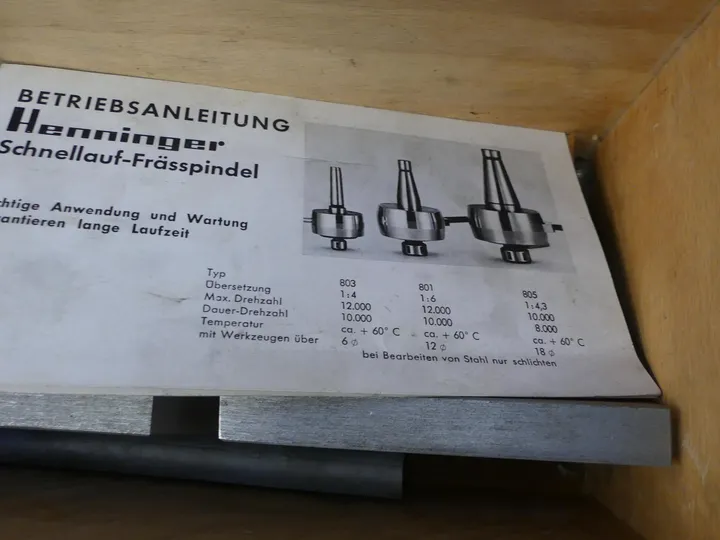 BETRIEBSANLEITUNG
Henninger
Schnellauf-Frässpindel
Anwendung und Wartung
lange Laufzeit
Typ 803 801 805
Übersetzung 1:4 1:6 1:4,3
Max. Drehzahl 12.000 12.000 10.000
Dauer-Drehzahl 10.000 10.000 8.000
Temperatur ca. + 60° C ca. + 60° C ca. + 60° C
mit Werkzeugen über 6 ⌀ 12 ⌀ 18 ⌀
bei Bearbeiten von Stahl nur schlichten